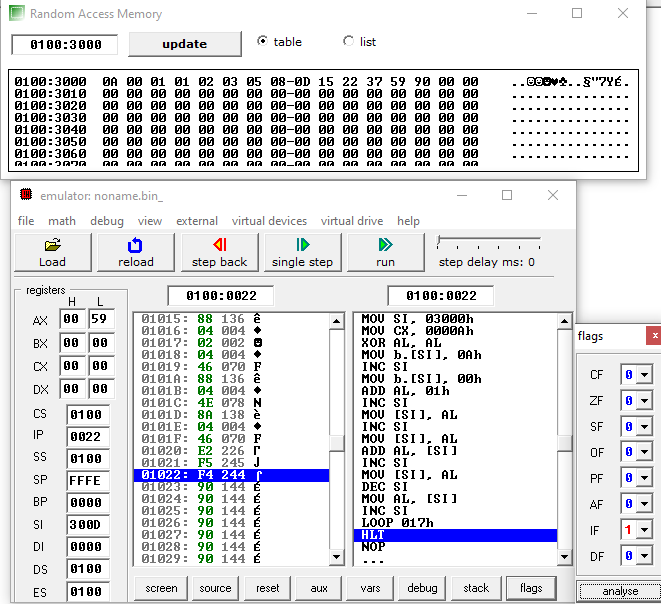 Random Access Memory
0100:3000 update table list
0100:3000 0A 00 01 01 02 03 05 08-0D 15 22 37 59 90 00 00 ..☺☺☻♥♣..§"7YÉ.
0100:3010 00 00 00 00 00 00 00 00-00 00 00 00 00 00 00 00 ................
0100:3020 00 00 00 00 00 00 00 00-00 00 00 00 00 00 00 00 ................
0100:3030 00 00 00 00 00 00 00 00-00 00 00 00 00 00 00 00 ................
0100:3040 00 00 00 00 00 00 00 00-00 00 00 00 00 00 00 00 ................
0100:3050 00 00 00 00 00 00 00 00-00 00 00 00 00 00 00 00 ................
0100:3060 00 00 00 00 00 00 00 00-00 00 00 00 00 00 00 00 ................
emulator: noname.bin_
file math debug view external virtual devices virtual drive help
Load reload step back single step run step delay ms: 0
registers
H L
AX 00 59
BX 00 00
CX 00 00
DX 00 00
CS 0100
IP 0022
SS 0100
SP FFFE
BP 0000
SI 300D
DI 0000
DS 0100
ES 0100
0100:0022
01015: 88 136 ê
01016: 04 004 ♦
01017: 02 002 ☻
01018: 04 004 ♦
01019: 46 070 F
0101A: 88 136 ê
0101B: 04 004 ♦
0101C: 4E 078 N
0101D: 8A 138 è
0101E: 04 004 ♦
0101F: 46 070 F
01020: E2 226 Γ
01021: F5 245 ⌡
01022: F4 244 ⌠
01023: 90 144 É
01024: 90 144 É
01025: 90 144 É
01026: 90 144 É
01027: 90 144 É
01028: 90 144 É
01029: 90 144 É
0100:0022
MOV SI, 03000h
MOV CX, 0000Ah
XOR AL, AL
MOV b.[SI], 0Ah
INC SI
MOV b.[SI], 00h
ADD AL, 01h
INC SI
MOV [SI], AL
INC SI
MOV [SI], AL
ADD AL, [SI]
INC SI
MOV [SI], AL
DEC SI
MOV AL, [SI]
INC SI
LOOP 017h
HLT
NOP
...
screen source reset aux vars debug stack flags
flags
CF 0
ZF 0
SF 0
OF 0
PF 0
AF 0
IF 1
DF 0
analyse